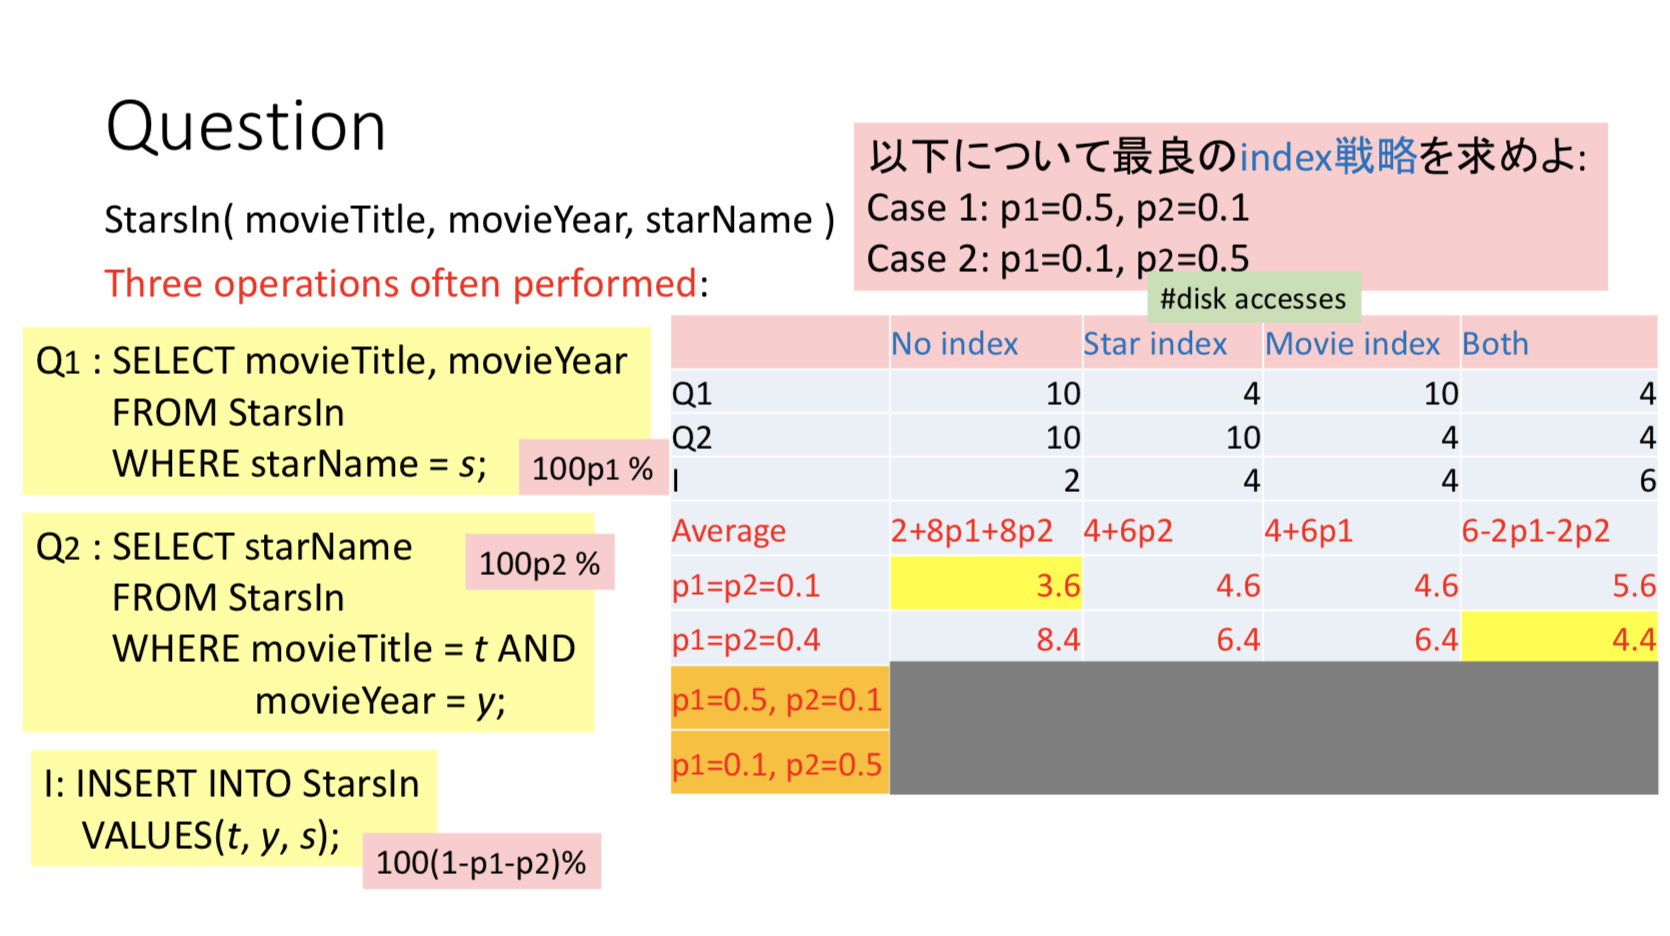 Question
以下について最良のindex戦略を求めよ:
Case 1: p1=0.5, p2=0.1
Case 2: p1=0.1, p2=0.5
StarsIn( movieTitle, movieYear, starName )
Three operations often performed:
Q1 : SELECT movieTitle, movieYear
FROM StarsIn
WHERE starName = s;
100p1 %
Q2 : SELECT starName
FROM StarsIn
WHERE movieTitle = t AND
movieYear = y;
100p2 %
I: INSERT INTO StarsIn
VALUES(t, y, s);
100(1-p1-p2)%
#disk accesses
No index Star index Movie index Both
Q1 10 4 10 4
Q2 10 10 4 4
I 2 4 4 6
Average 2+8p1+8p2 4+6p2 4+6p1 6-2p1-2p2
p1=p2=0.1 3.6 4.6 4.6 5.6
p1=p2=0.4 8.4 6.4 6.4 4.4
p1=0.5, p2=0.1
p1=0.1, p2=0.5